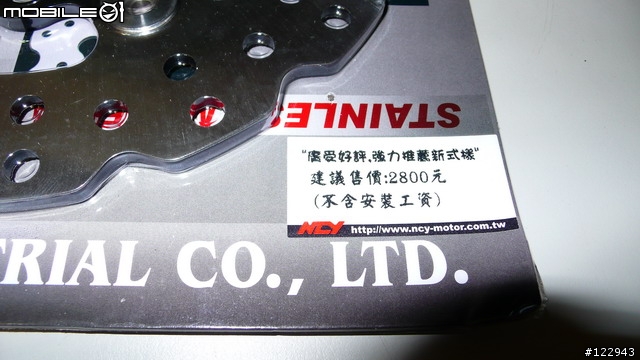 MOBILE01
STAINLES
"廣受好評,強力推薦新式樣"
建議售價:2800元
(不含安裝工資)
NCY http://www.ncy-motor.com.tw
TRIAL CO., LTD.
#122943